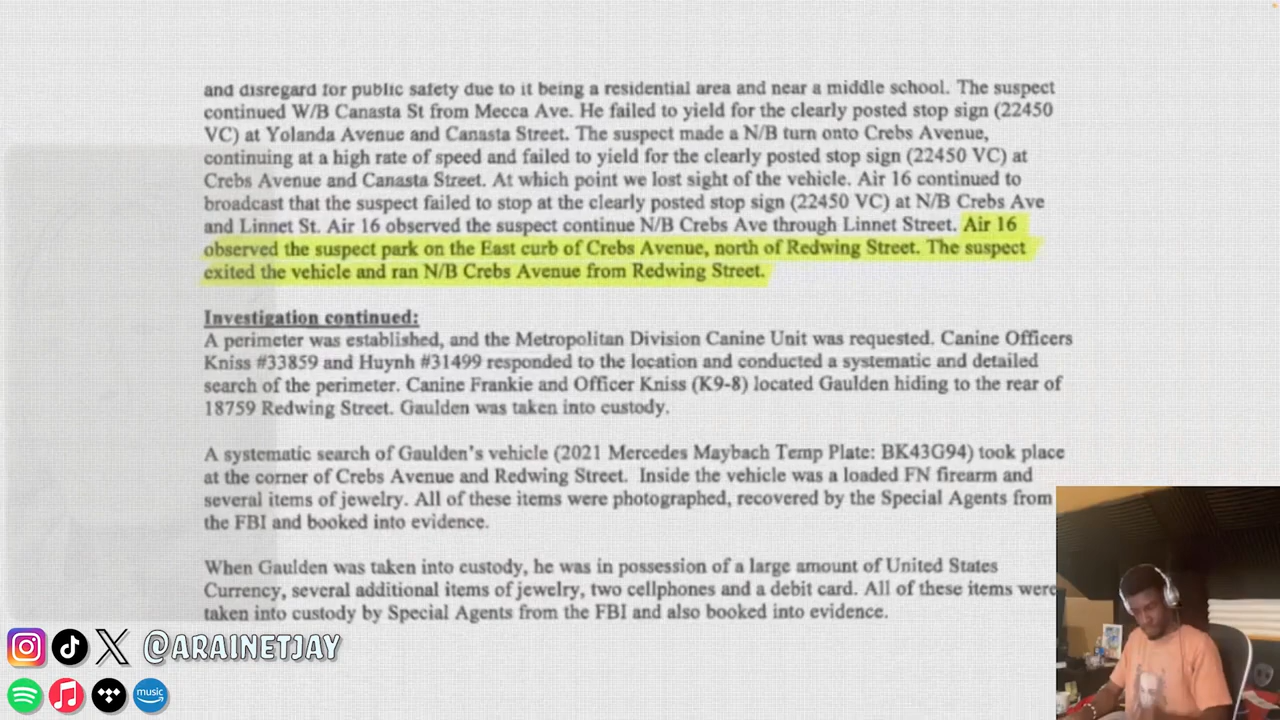 and disregard for public safety due to it being a residential area and near a middle school. The suspect
continued W/B Canasta St from Mecca Ave. He failed to yield for the clearly posted stop sign (22450
VC) at Yolanda Avenue and Canasta Street. The suspect made a N/B turn onto Crebs Avenue,
continuing at a high rate of speed and failed to yield for the clearly posted stop sign (22450 VC) at
Crebs Avenue and Canasta Street. At which point we lost sight of the vehicle. Air 16 continued to
broadcast that the suspect failed to stop at the clearly posted stop sign (22450 VC) at N/B Crebs Ave
and Linnet St. Air 16 observed the suspect continue N/B Crebs Ave through Linnet Street. Air 16
observed the suspect park on the East curb of Crebs Avenue, north of Redwing Street. The suspect
exited the vehicle and ran N/B Crebs Avenue from Redwing Street.
Investigation continued:
A perimeter was established, and the Metropolitan Division Canine Unit was requested. Canine Officers
Kniss #33859 and Huynh #31499 responded to the location and conducted a systematic and detailed
search of the perimeter. Canine Frankie and Officer Kniss (K9-8) located Gaulden hiding to the rear of
18759 Redwing Street. Gaulden was taken into custody.
A systematic search of Gaulden's vehicle (2021 Mercedes Maybach Temp Plate: BK43G94) took place
at the corner of Crebs Avenue and Redwing Street. Inside the vehicle was a loaded FN firearm and
several items of jewelry. All of these items were photographed, recovered by the Special Agents from
the FBI and booked into evidence.
When Gaulden was taken into custody, he was in possession of a large amount of United States
Currency, several additional items of jewelry, two cellphones and a debit card. All of these items were
taken into custody by Special Agents from the FBI and also booked into evidence.
@ARAINETJAY
music